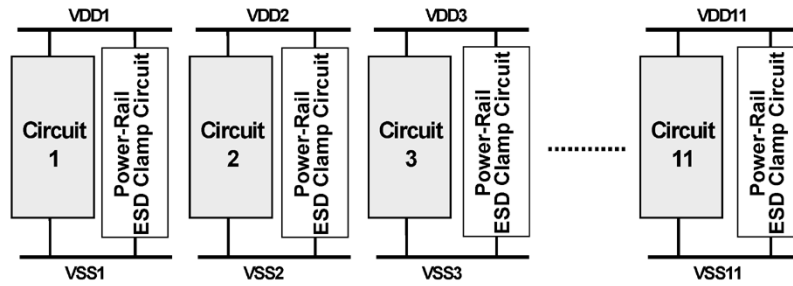 VDD1 VDD2 VDD3 VDD11
Circuit
1
Power-Rail
ESD Clamp Circuit
Circuit
2
Power-Rail
ESD Clamp Circuit
Circuit
3
Power-Rail
ESD Clamp Circuit
Circuit
11
Power-Rail
ESD Clamp Circuit
VSS1 VSS2 VSS3 VSS11